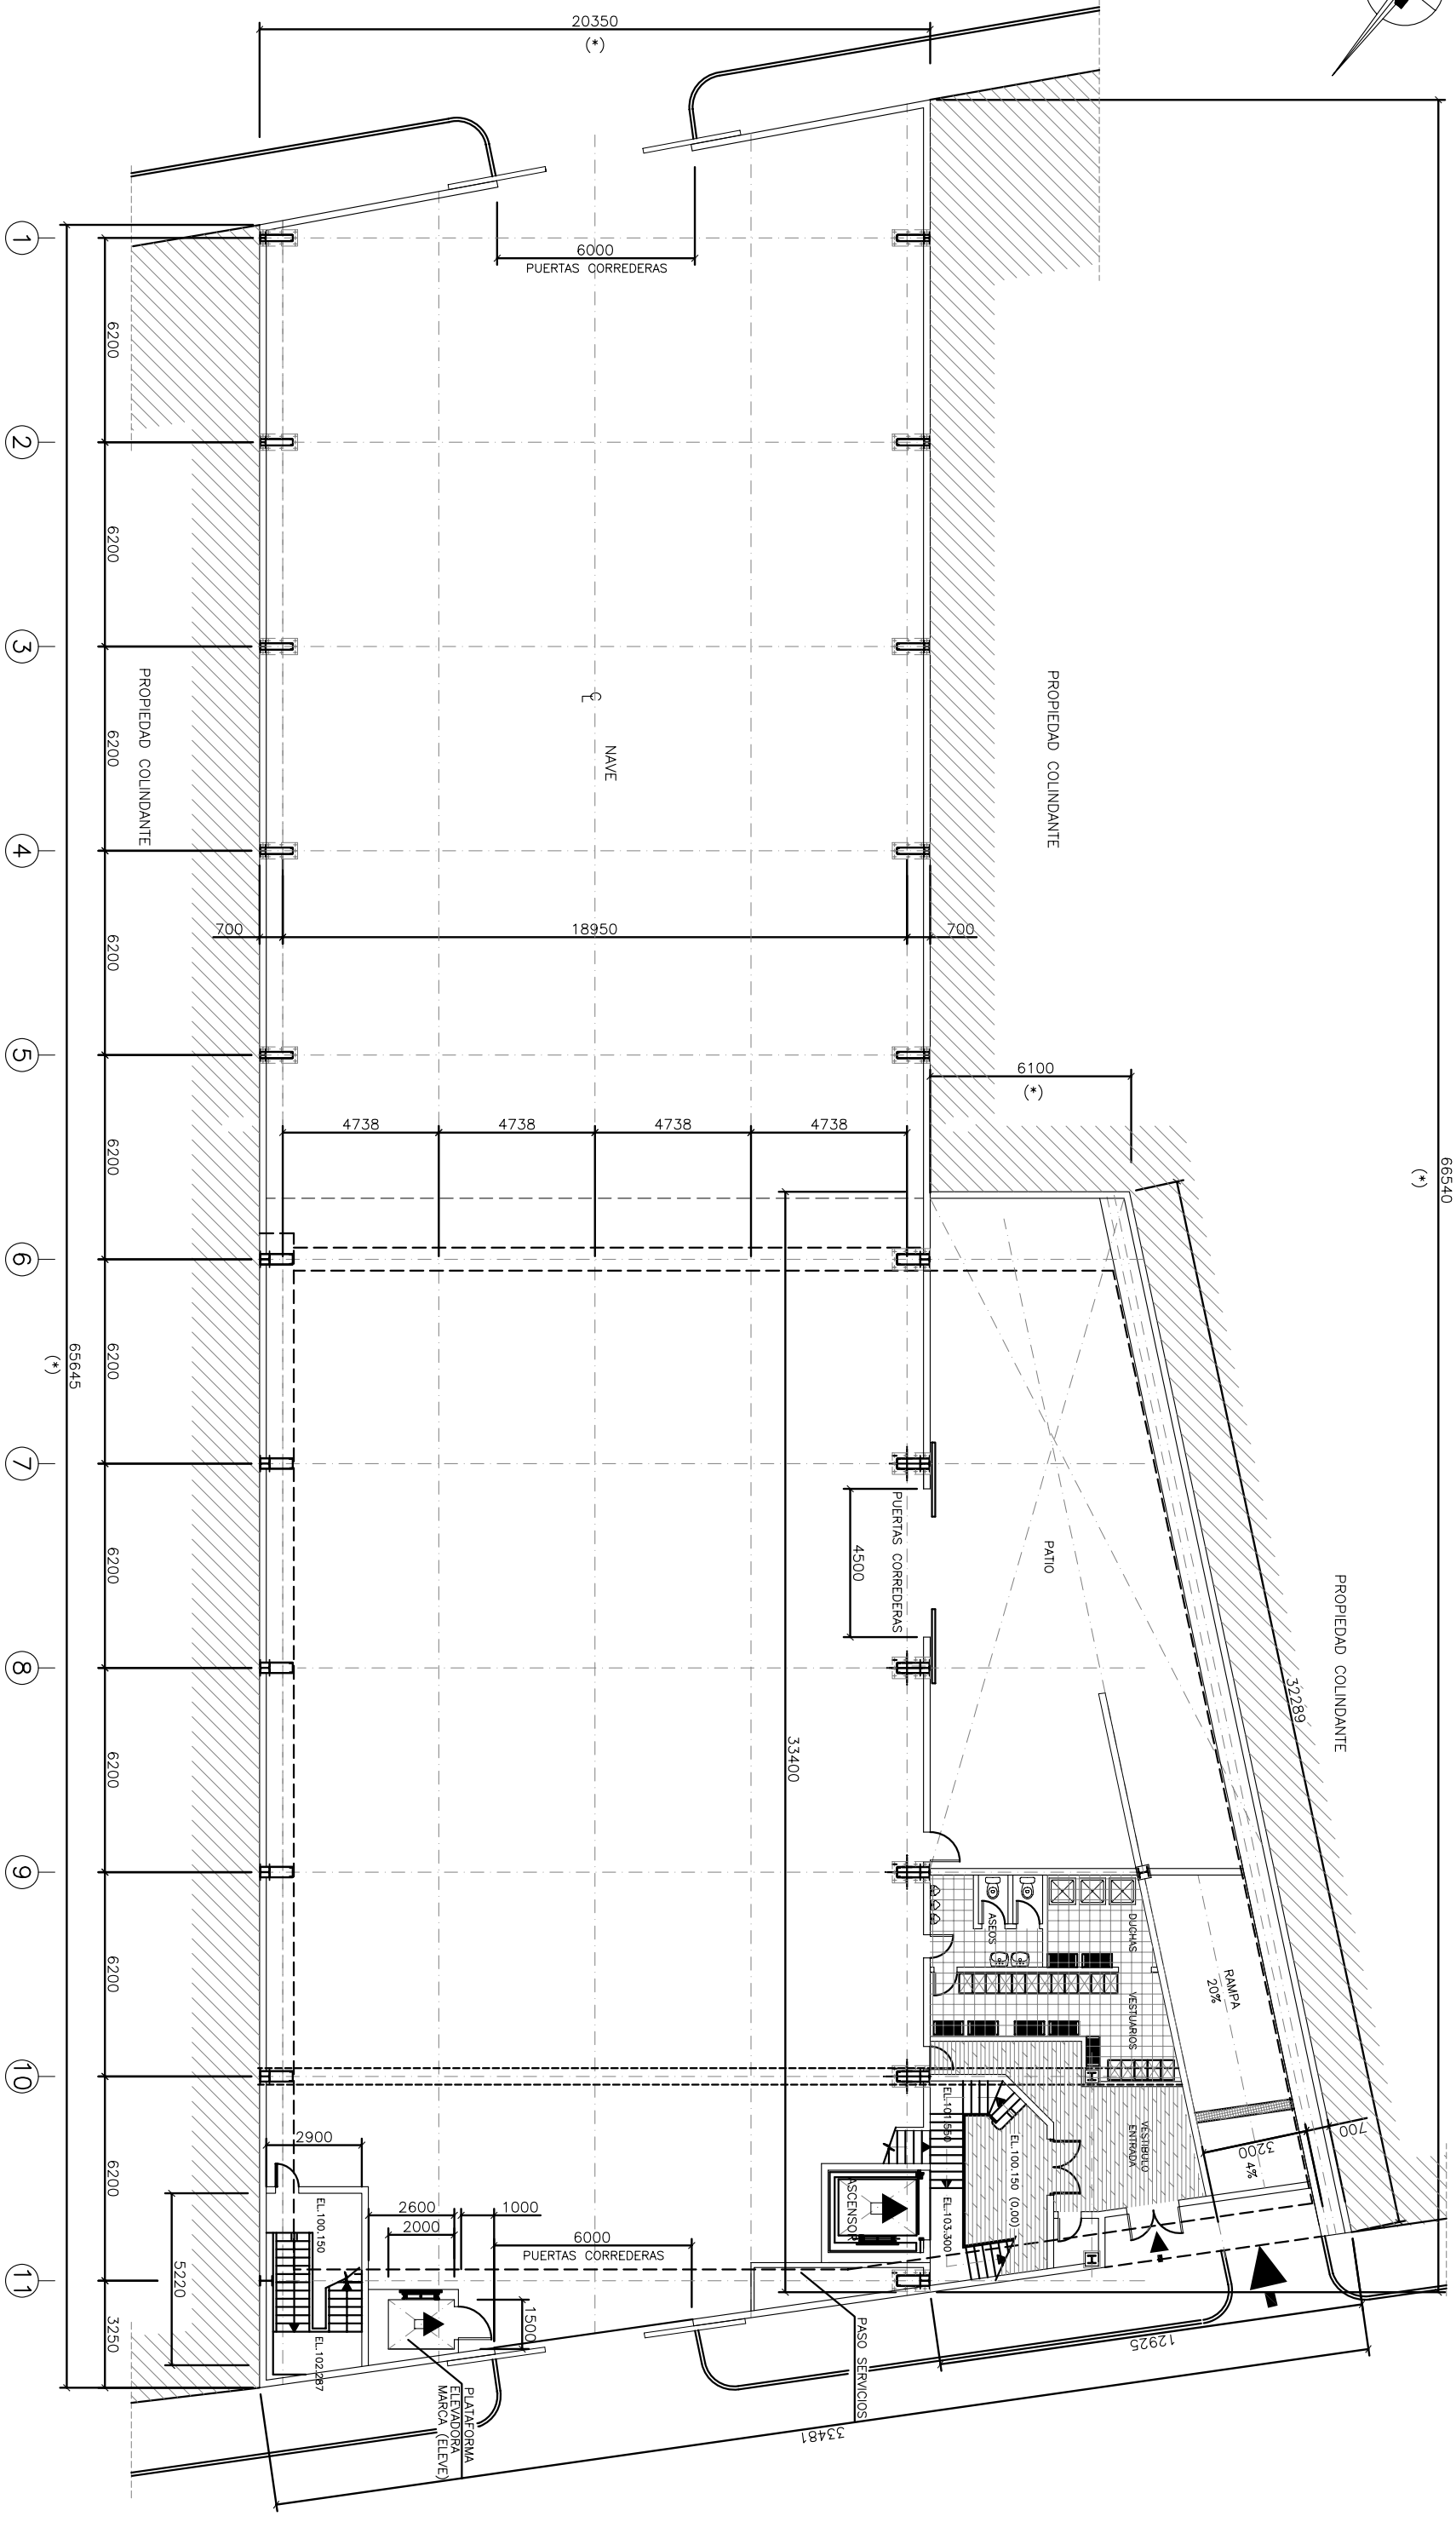 20350
(*)
6000
PUERTAS CORREDERAS
66540
(*)
65645
(*)
1
2
3
4
5
6
7
8
9
10
11
6200
6200
6200
6200
6200
6200
6200
6200
6200
6200
3250
PROPIEDAD COLINDANTE
PROPIEDAD COLINDANTE
PROPIEDAD COLINDANTE
CL
NAVE
700
18950
700
6100
(*)
4738
4738
4738
4738
33400
32289
PUERTAS CORREDERAS
4500
PATIO
ASEOS
DUCHAS
VESTUARIOS
RAMPA
20%
VESTIBULO
ENTRADA
EL.101.550
EL.100.150 (0,00)
EL.103.300
ASCENSOR
700
3200
4%
2900
5220
EL.100.150
EL.102.287
2600
2000
1000
6000
PUERTAS CORREDERAS
1500
PLATAFORMA
ELEVADORA
MARCA (ELEVE)
PASO SERVICIOS
12925
33481
H
H